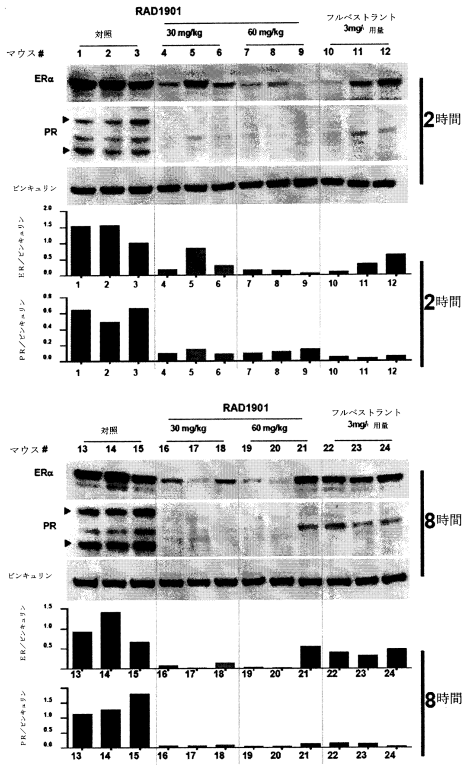 RAD1901
フルベストラント
対照 30 mg/kg 60 mg/kg 3mg/ 用量
マウス# 1 2 3 4 5 6 7 8 9 10 11 12
ERα
PR
ビンキュリン
2時間
ER/ビンキュリン
2.0
1.5
1.0
0.5
0.0
1 2 3 4 5 6 7 8 9 10 11 12
PR/ビンキュリン
0.8
0.6
0.4
0.2
0.0
1 2 3 4 5 6 7 8 9 10 11 12
2時間
RAD1901
フルベストラント
対照 30 mg/kg 60 mg/kg 3mg/ 用量
マウス# 13 14 15 16 17 18 19 20 21 22 23 24
ERα
PR
ビンキュリン
8時間
ER/ビンキュリン
1.5
1.0
0.5
13 14 15 16 17 18 19 20 21 22 23 24
PR/ビンキュリン
2.0
1.5
1.0
0.5
0.0
13 14 15 16 17 18 19 20 21 22 23 24
8時間